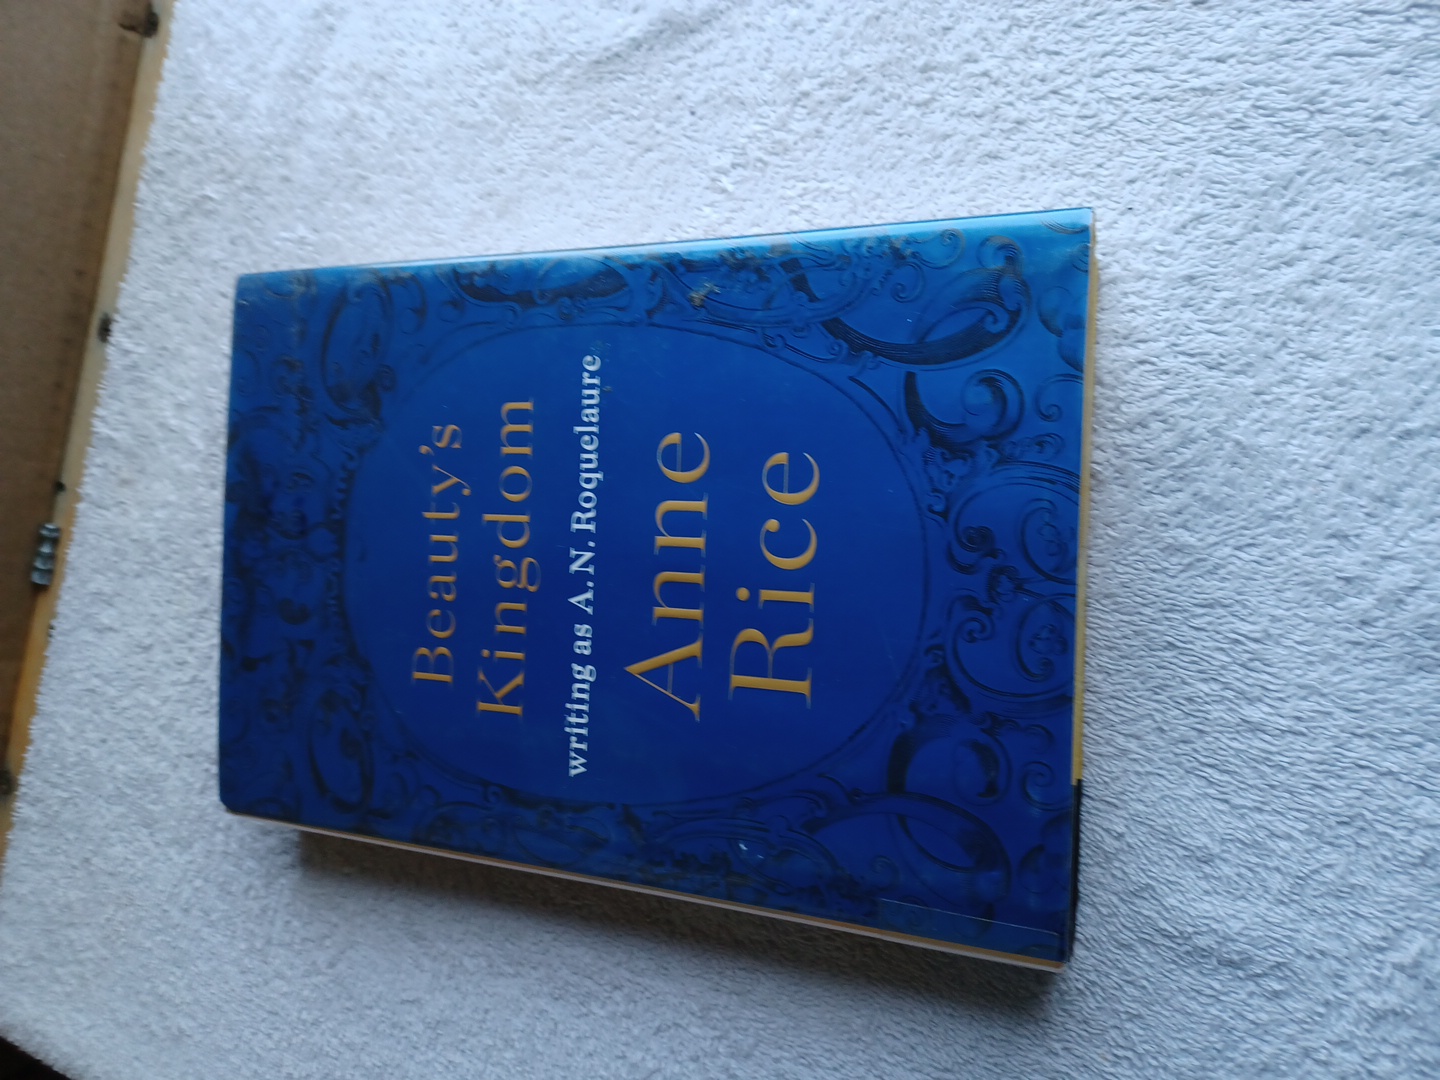 Beauty's
Kingdom
writing as A. N. Roquelaure
Anne
Rice